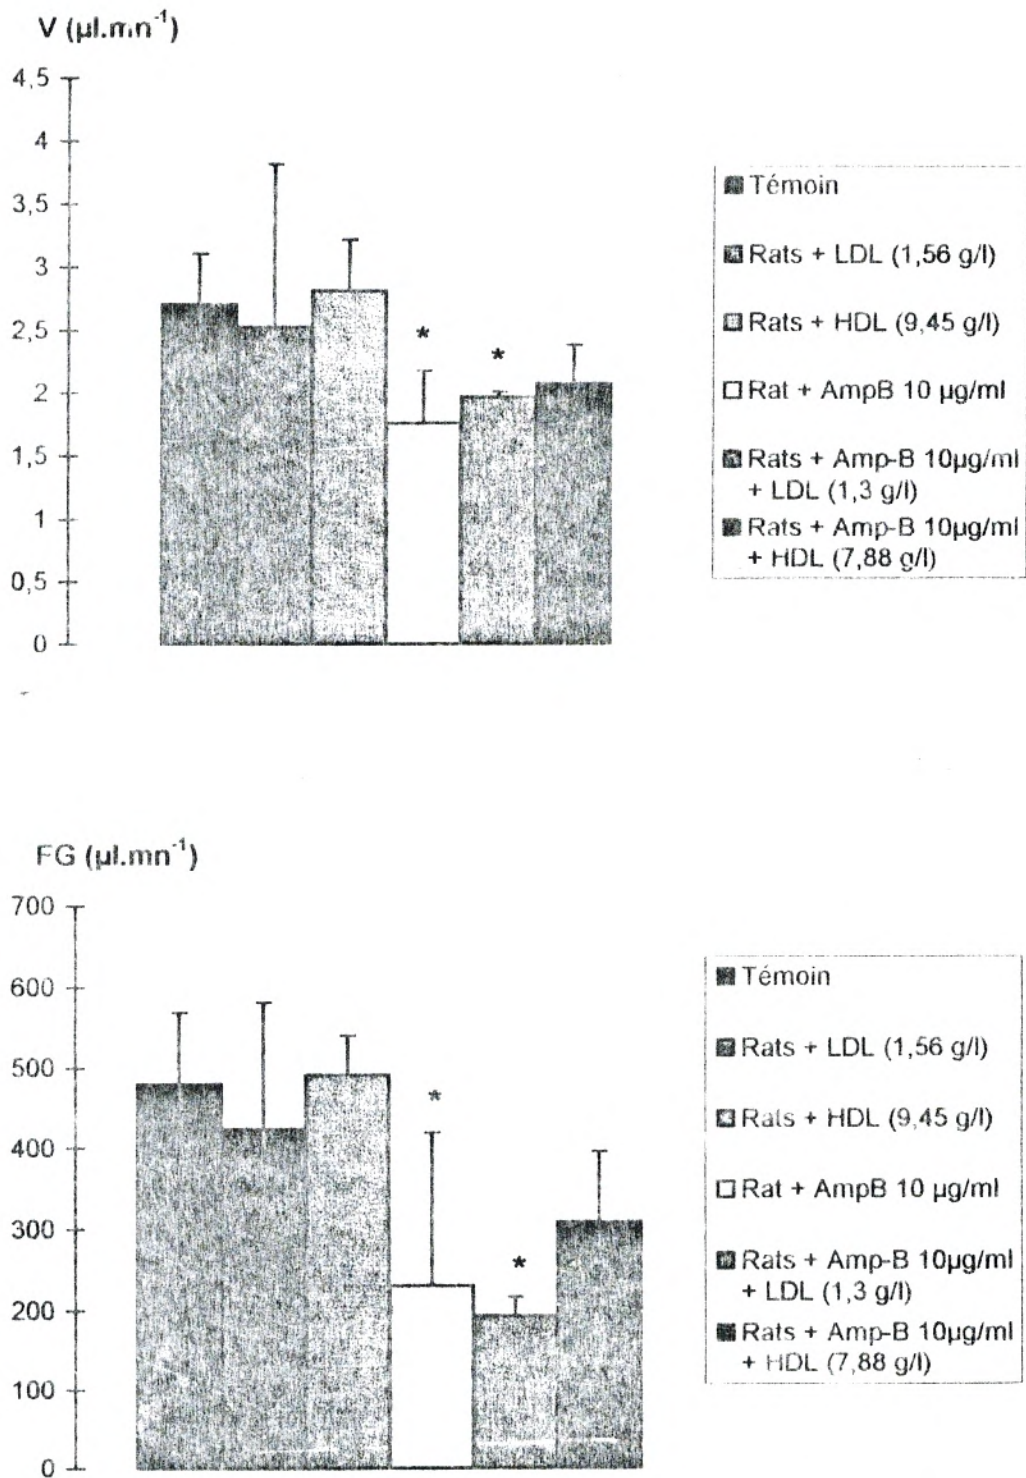 V (µl.mn⁻¹)
4,5
4
3,5
3
2,5
2
1,5
1
0,5
0
*
*
Témoin
Rats + LDL (1,56 g/l)
Rats + HDL (9,45 g/l)
Rat + AmpB 10 µg/ml
Rats + Amp-B 10µg/ml
+ LDL (1,3 g/l)
Rats + Amp-B 10µg/ml
+ HDL (7,88 g/l)
FG (µl.mn⁻¹)
700
600
500
400
300
200
100
0
*
*
Témoin
Rats + LDL (1,56 g/l)
Rats + HDL (9,45 g/l)
Rat + AmpB 10 µg/ml
Rats + Amp-B 10µg/ml
+ LDL (1,3 g/l)
Rats + Amp-B 10µg/ml
+ HDL (7,88 g/l)